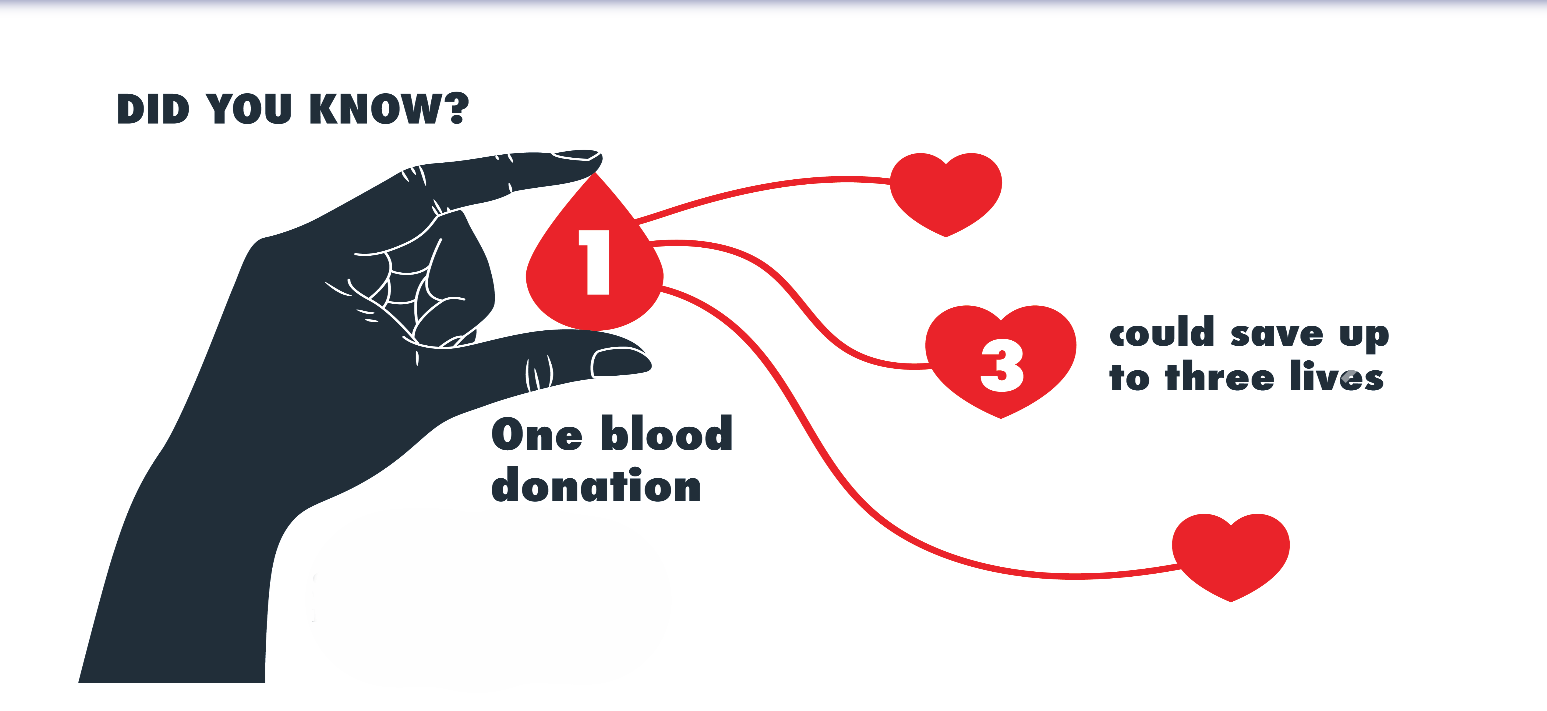 DID YOU KNOW?
1
One blood
donation
3
could save up
to three lives